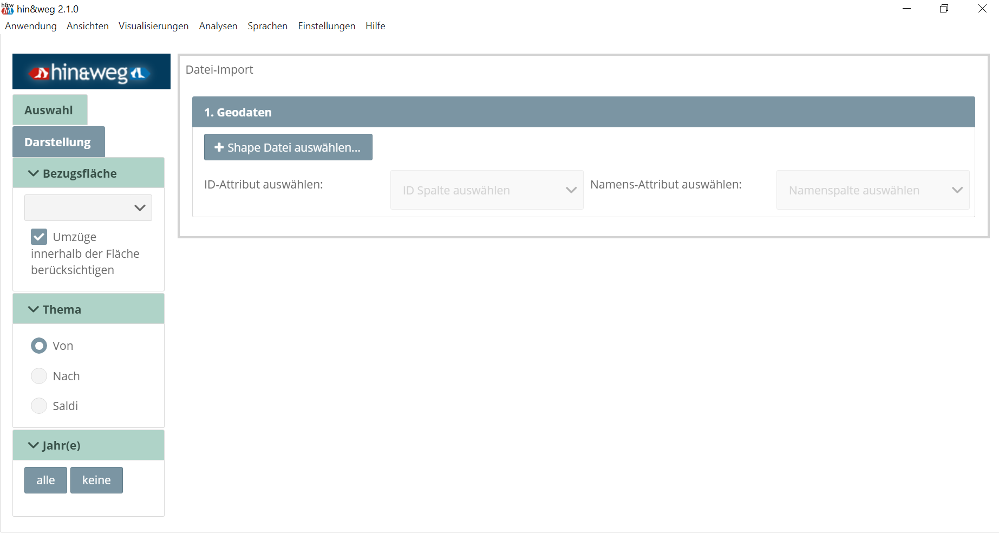 h&w hin&weg 2.1.0
Anwendung Ansichten Visualisierungen Analysen Sprachen Einstellungen Hilfe
hin&weg
Datei-Import
Auswahl
Darstellung
Bezugsfläche
Umzüge
innerhalb der Fläche
berücksichtigen
Thema
Von
Nach
Saldi
Jahr(e)
alle keine
1. Geodaten
Shape Datei auswählen...
ID-Attribut auswählen: ID Spalte auswählen Namens-Attribut auswählen: Namenspalte auswählen